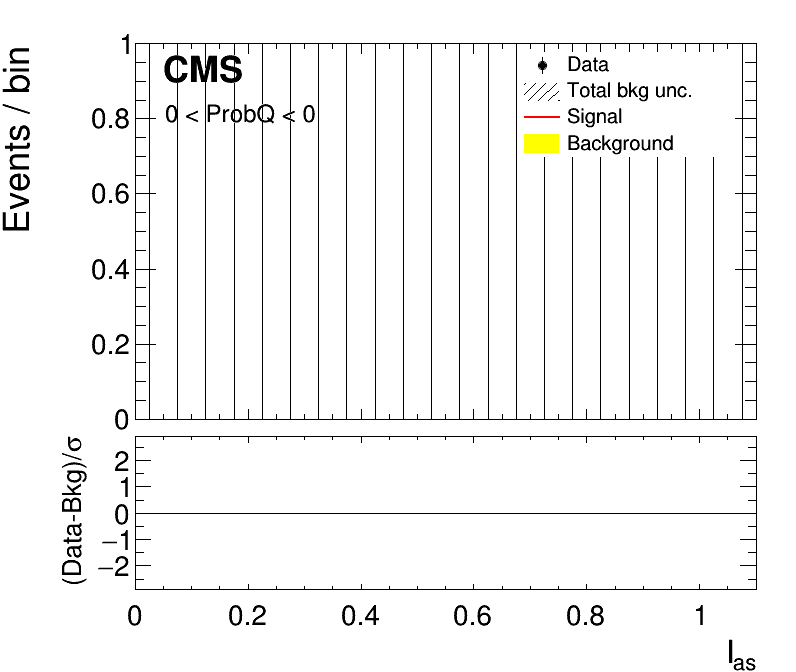 CMS
0 < ProbQ < 0
Data
Total bkg unc.
Signal
Background
Events / bin
1
0.8
0.6
0.4
0.2
0
(Data-Bkg)/σ
2
1
0
−1
−2
0 0.2 0.4 0.6 0.8 1
I_as